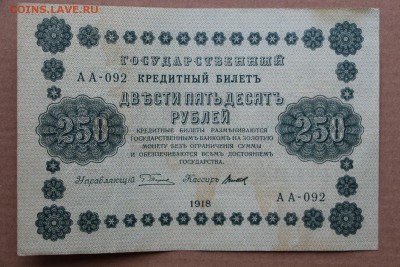 COINS.LAVE.RU
ГОСУДАРСТВЕННЫЙ
АА-092 КРЕДИТНЫЙ БИЛЕТЪ
ДВѢСТИ ПЯТЬДЕСЯТЪ
РУБЛЕЙ
250 250
КРЕДИТНЫЕ БИЛЕТЫ РАЗМѢНИВАЮТСЯ
ГОСУДАРСТВЕННЫМЪ БАНКОМЪ НА ЗОЛОТУЮ
МОНЕТУ БЕЗЪ ОГРАНИЧЕНІЯ СУММЫ
И ОБЕЗПЕЧИВАЮТСЯ ВСѢМЪ ДОСТОЯНІЕМЪ
ГОСУДАРСТВА.
Управляющій Кассиръ
АА-092
1918